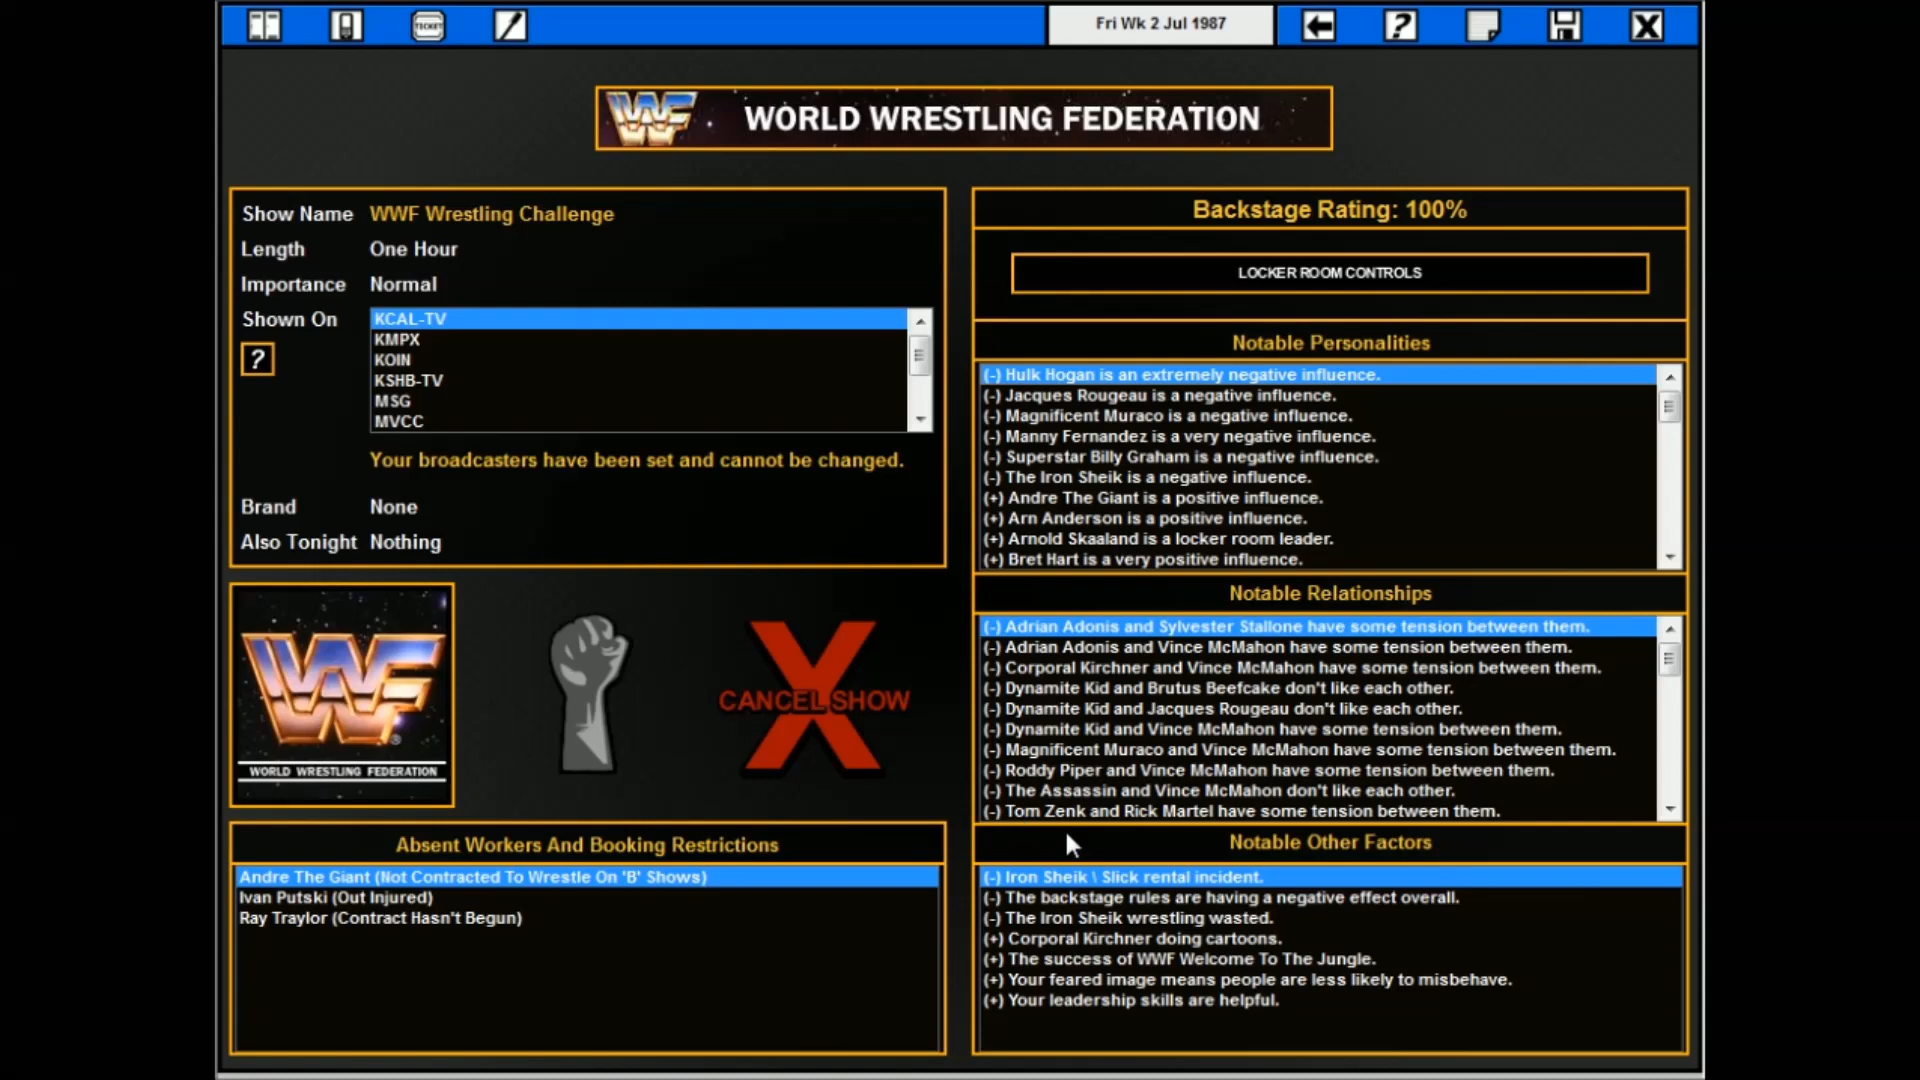 TICKET
Fri Wk 2 Jul 1987
WF WORLD WRESTLING FEDERATION
Show Name WWF Wrestling Challenge
Length One Hour
Importance Normal
Shown On KCAL-TV
KMPX
KOIN
KSHB-TV
MSG
MVCC
?
Your broadcasters have been set and cannot be changed.
Brand None
Also Tonight Nothing
WF
WORLD WRESTLING FEDERATION
CANCEL SHOW
Absent Workers And Booking Restrictions
Andre The Giant (Not Contracted To Wrestle On 'B' Shows)
Ivan Putski (Out Injured)
Ray Traylor (Contract Hasn't Begun)
Backstage Rating: 100%
LOCKER ROOM CONTROLS
Notable Personalities
(-) Hulk Hogan is an extremely negative influence.
(-) Jacques Rougeau is a negative influence.
(-) Magnificent Muraco is a negative influence.
(-) Manny Fernandez is a very negative influence.
(-) Superstar Billy Graham is a negative influence.
(-) The Iron Sheik is a negative influence.
(+) Andre The Giant is a positive influence.
(+) Arn Anderson is a positive influence.
(+) Arnold Skaaland is a locker room leader.
(+) Bret Hart is a very positive influence.
Notable Relationships
(-) Adrian Adonis and Sylvester Stallone have some tension between them.
(-) Adrian Adonis and Vince McMahon have some tension between them.
(-) Corporal Kirchner and Vince McMahon have some tension between them.
(-) Dynamite Kid and Brutus Beefcake don't like each other.
(-) Dynamite Kid and Jacques Rougeau don't like each other.
(-) Dynamite Kid and Vince McMahon have some tension between them.
(-) Magnificent Muraco and Vince McMahon have some tension between them.
(-) Roddy Piper and Vince McMahon have some tension between them.
(-) The Assassin and Vince McMahon don't like each other.
(-) Tom Zenk and Rick Martel have some tension between them.
Notable Other Factors
(-) Iron Sheik \ Slick rental incident.
(-) The backstage rules are having a negative effect overall.
(-) The Iron Sheik wrestling wasted.
(+) Corporal Kirchner doing cartoons.
(+) The success of WWF Welcome To The Jungle.
(+) Your feared image means people are less likely to misbehave.
(+) Your leadership skills are helpful.